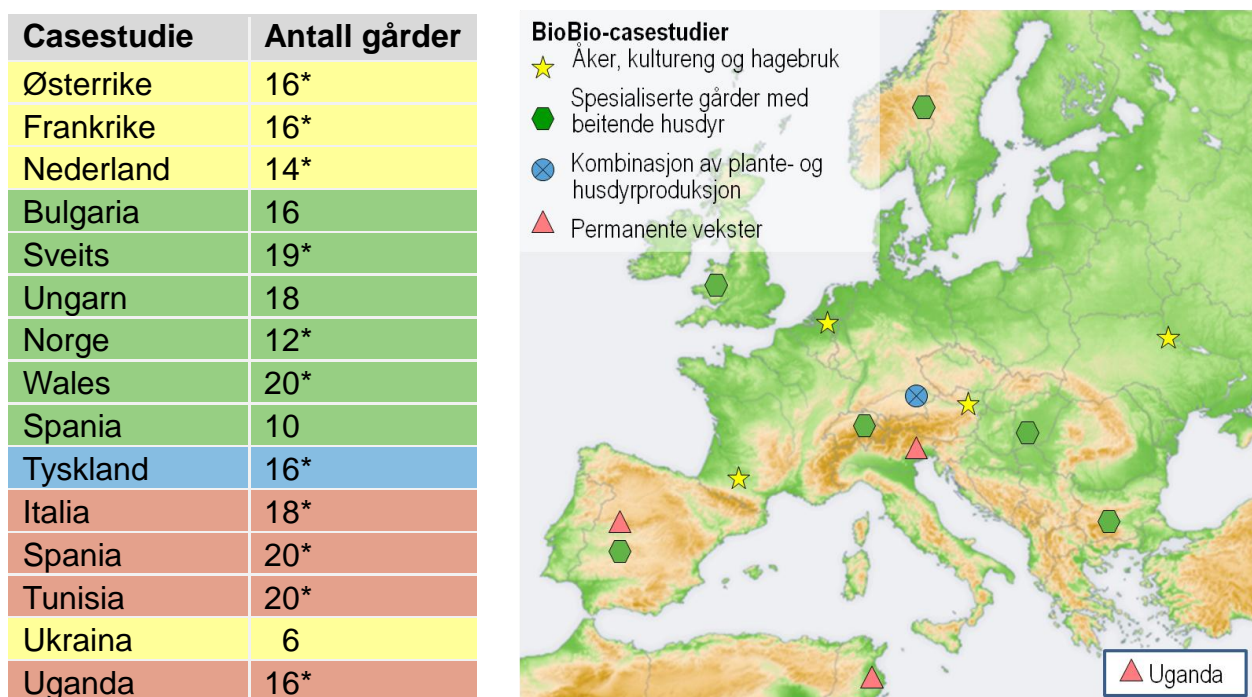 Casestudie Antall gårder
Østerrike 16*
Frankrike 16*
Nederland 14*
Bulgaria 16
Sveits 19*
Ungarn 18
Norge 12*
Wales 20*
Spania 10
Tyskland 16*
Italia 18*
Spania 20*
Tunisia 20*
Ukraina 6
Uganda 16*
BioBio-casestudier
Åker, kultureng og hagebruk
Spesialiserte gårder med
beitende husdyr
Kombinasjon av plante- og
husdyrproduksjon
Permanente vekster
Uganda